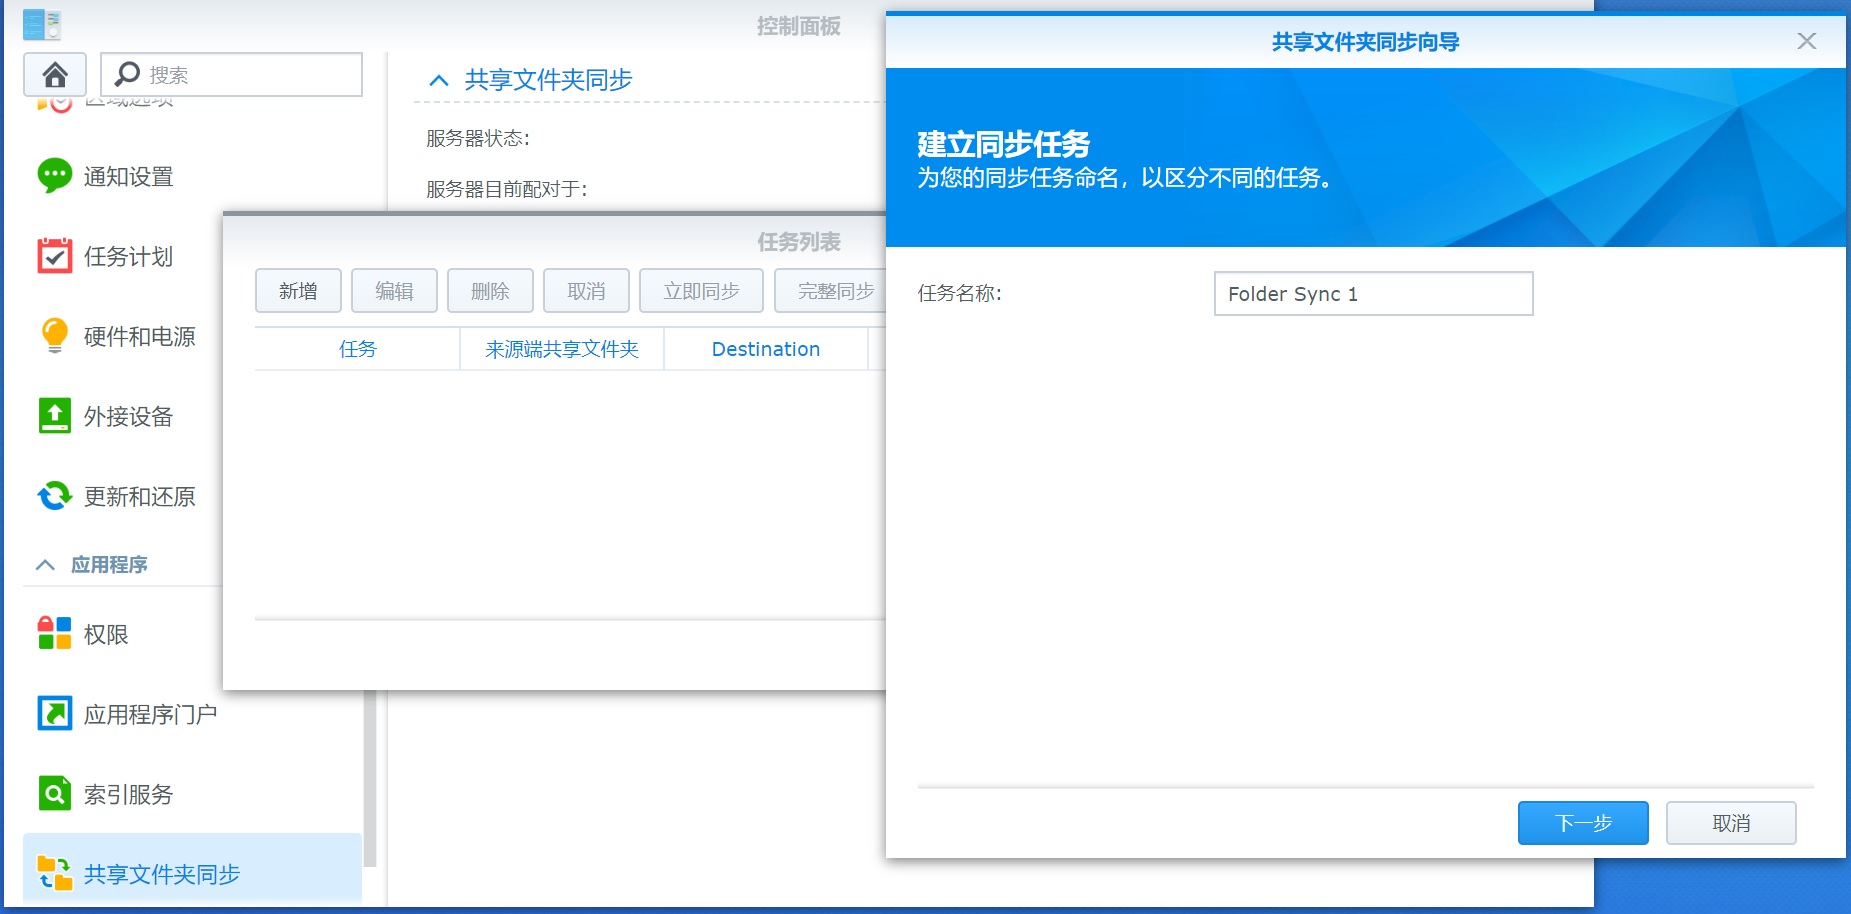 控制面板
搜索
区域选项
通知设置
任务计划
硬件和电源
外接设备
更新和还原
应用程序
权限
应用程序门户
索引服务
共享文件夹同步
共享文件夹同步
服务器状态:
服务器目前配对于:
任务列表
新增 编辑 删除 取消 立即同步 完整同步
任务 来源端共享文件夹 Destination
共享文件夹同步向导
建立同步任务
为您的同步任务命名，以区分不同的任务。
任务名称: Folder Sync 1
下一步 取消